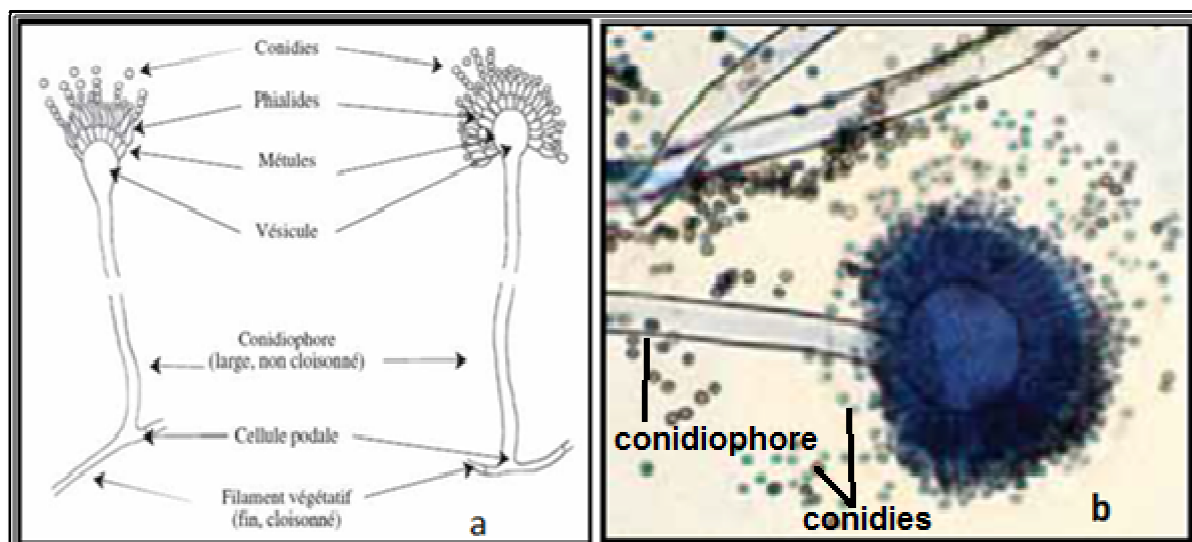 Conidies
Phialides
Métules
Vésicule
Conidiophore
(large, non cloisonné)
Cellule podale
Filament végétatif
(fin, cloisonné)
a
conidiophore
conidies
b